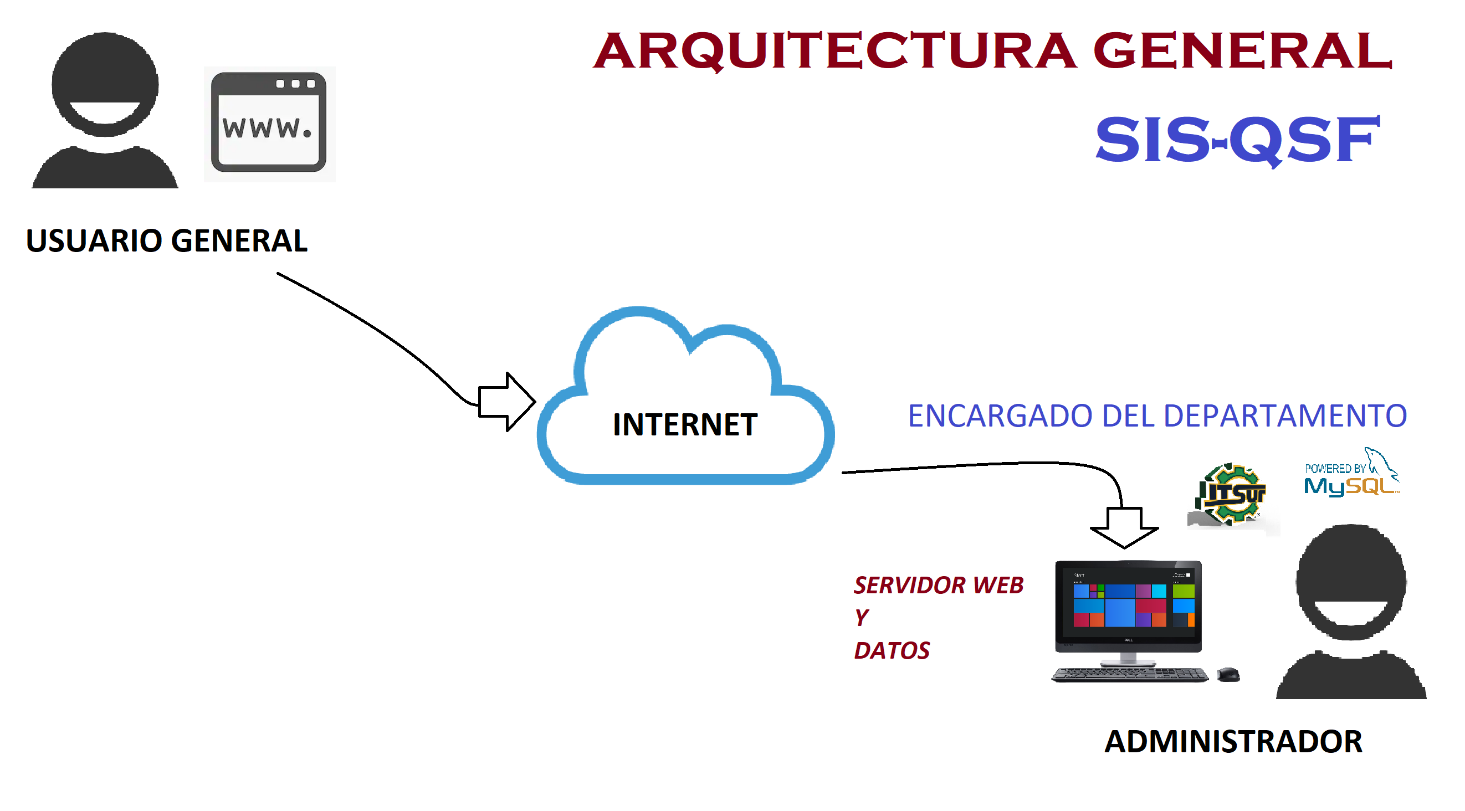 ARQUITECTURA GENERAL
SIS-QSF
www.
USUARIO GENERAL
INTERNET
ENCARGADO DEL DEPARTAMENTO
ITSur
POWERED BY
MySQL
SERVIDOR WEB
Y
DATOS
Start
ADMINISTRADOR